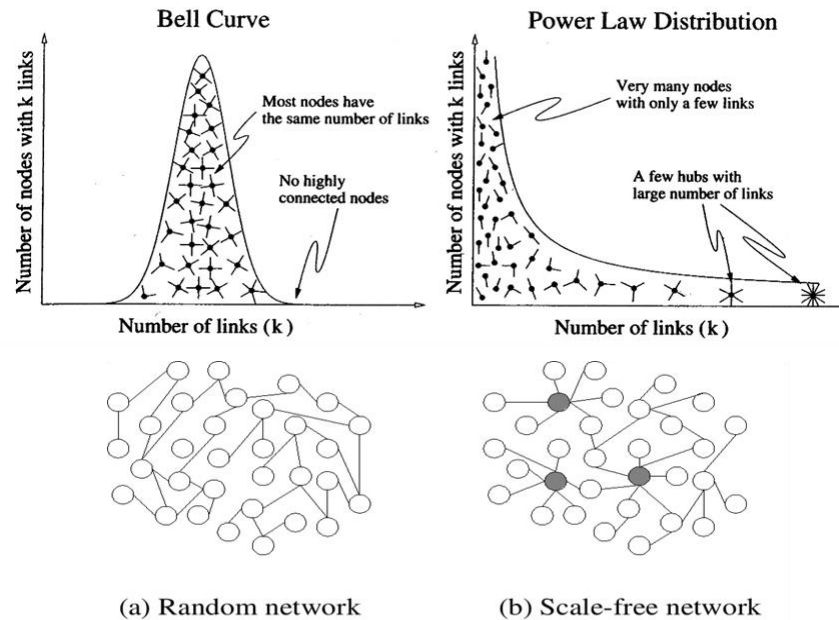 Bell Curve
Number of nodes with k links
Most nodes have
the same number of links
No highly
connected nodes
Number of links (k)
Power Law Distribution
Number of nodes with k links
Very many nodes
with only a few links
A few hubs with
large number of links
Number of links (k)
(a) Random network
(b) Scale-free network